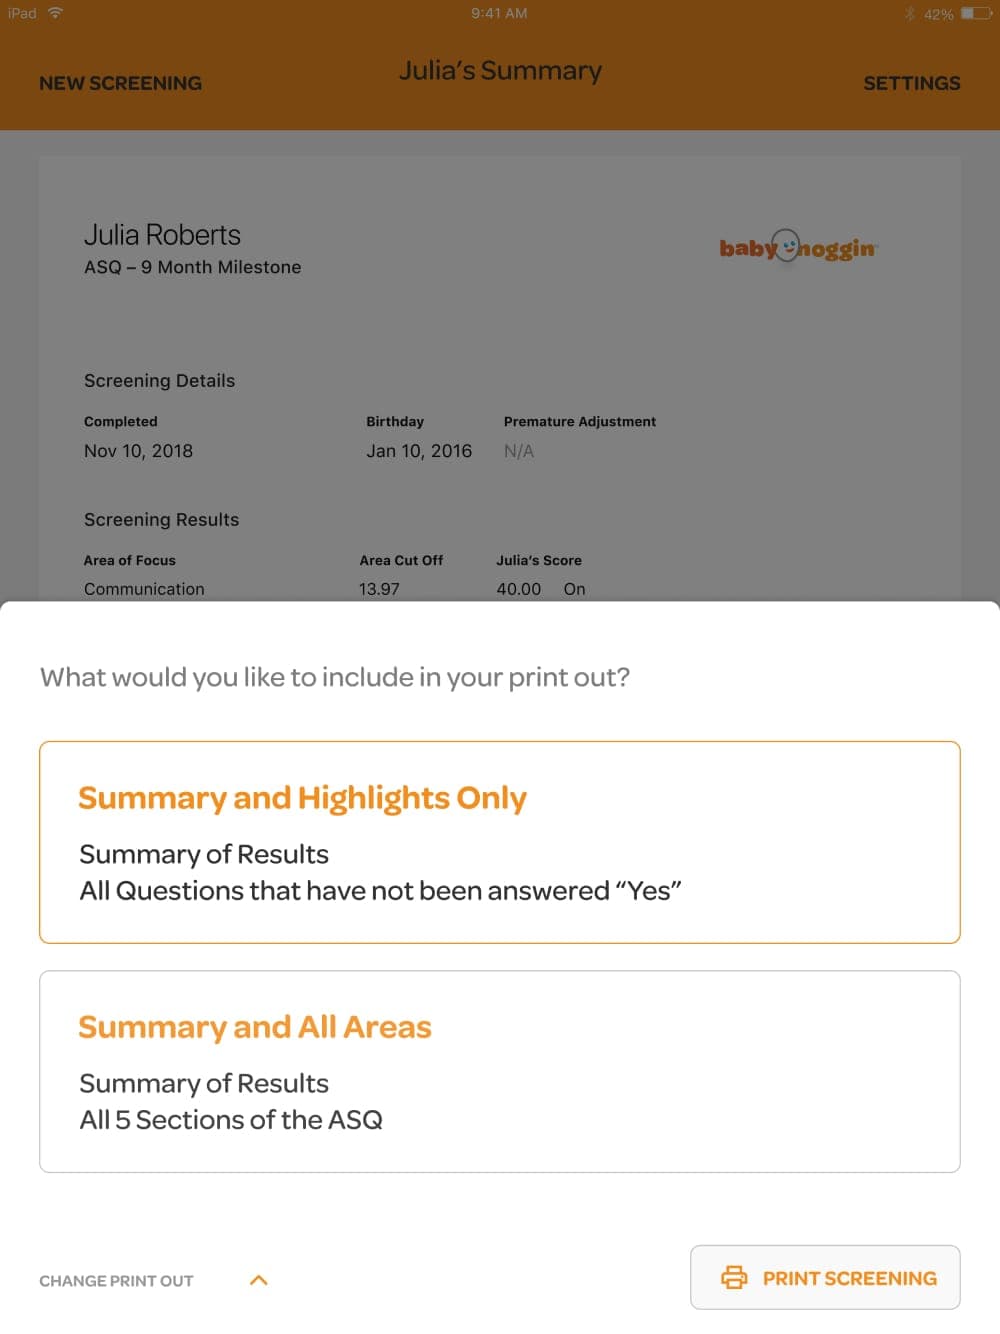 iPad 9:41 AM 42%
NEW SCREENING Julia's Summary SETTINGS
Julia Roberts
ASQ – 9 Month Milestone
baby noggin
Screening Details
Completed Birthday Premature Adjustment
Nov 10, 2018 Jan 10, 2016 N/A
Screening Results
Area of Focus Area Cut Off Julia's Score
Communication 13.97 40.00 On
What would you like to include in your print out?
Summary and Highlights Only
Summary of Results
All Questions that have not been answered “Yes”
Summary and All Areas
Summary of Results
All 5 Sections of the ASQ
CHANGE PRINT OUT PRINT SCREENING